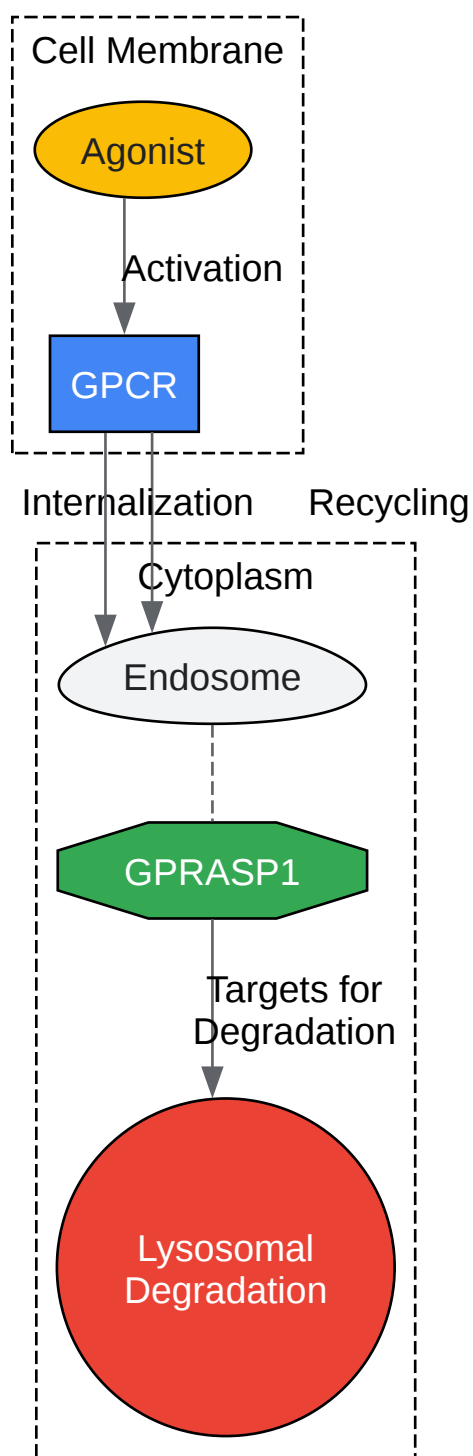 Cell Membrane
Agonist
Activation
GPCR
Internalization
Recycling
Cytoplasm
Endosome
GPRASP1
Targets for
Degradation
Lysosomal
Degradation